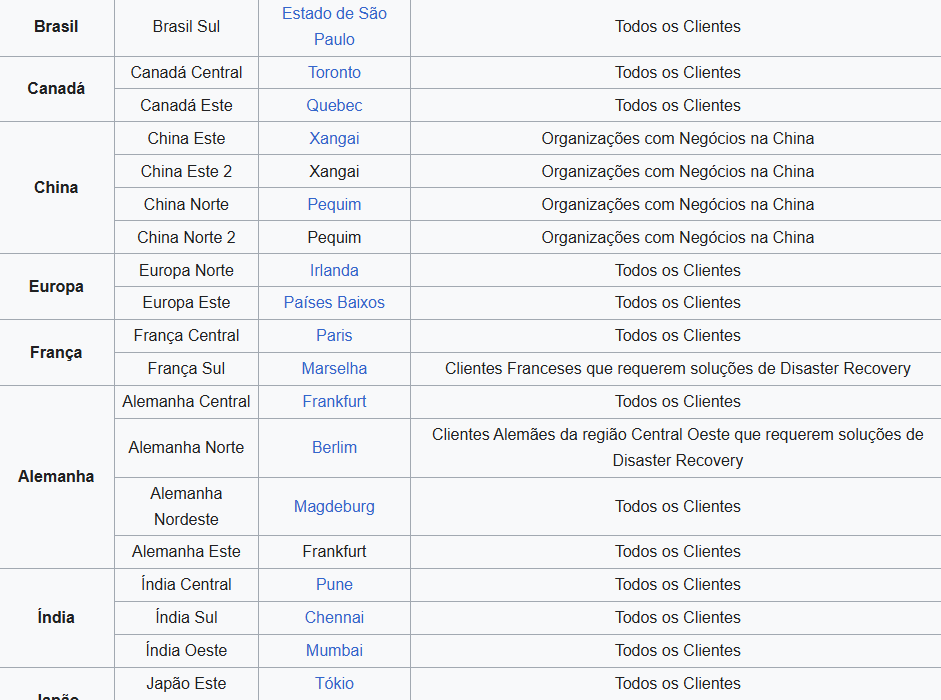 Brasil Brasil Sul Estado de São Paulo Todos os Clientes
Canadá Canadá Central Toronto Todos os Clientes
Canadá Este Quebec Todos os Clientes
China China Este Xangai Organizações com Negócios na China
China Este 2 Xangai Organizações com Negócios na China
China Norte Pequim Organizações com Negócios na China
China Norte 2 Pequim Organizações com Negócios na China
Europa Europa Norte Irlanda Todos os Clientes
Europa Este Países Baixos Todos os Clientes
França França Central Paris Todos os Clientes
França Sul Marselha Clientes Franceses que requerem soluções de Disaster Recovery
Alemanha Alemanha Central Frankfurt Todos os Clientes
Alemanha Norte Berlim Clientes Alemães da região Central Oeste que requerem soluções de Disaster Recovery
Alemanha Nordeste Magdeburg Todos os Clientes
Alemanha Este Frankfurt Todos os Clientes
Índia Índia Central Pune Todos os Clientes
Índia Sul Chennai Todos os Clientes
Índia Oeste Mumbai Todos os Clientes
Japão Japão Este Tókio Todos os Clientes